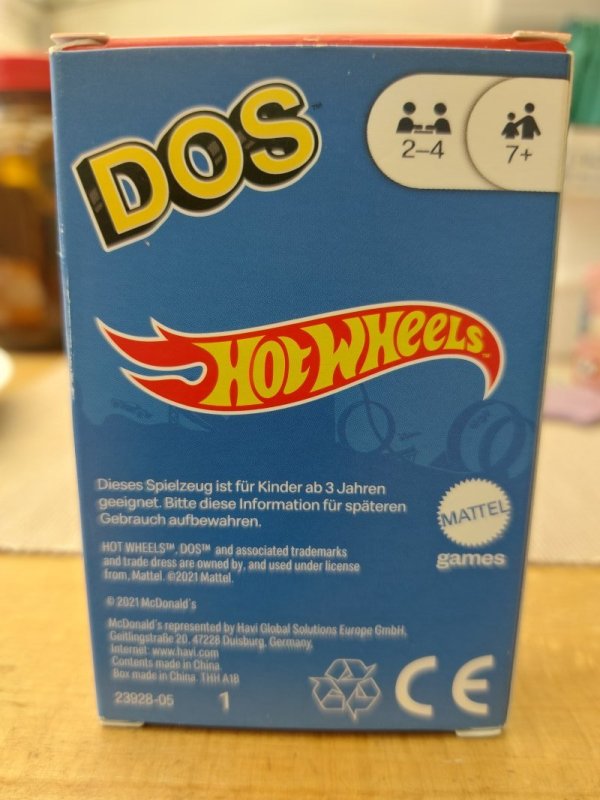 DOS™
2–4
7+
HOT WHEELS™
Dieses Spielzeug ist für Kinder ab 3 Jahren
geeignet. Bitte diese Information für späteren
Gebrauch aufbewahren.
MATTEL
games
HOT WHEELS™, DOS™ and associated trademarks
and trade dress are owned by, and used under license
from, Mattel. ©2021 Mattel.
© 2021 McDonald's
McDonald's represented by Havi Global Solutions Europe GmbH,
Geitlingstraße 20, 47228 Duisburg, Germany
Internet: www.havi.com
Contents made in China
Box made in China. THH A18
23928-05
1
CE